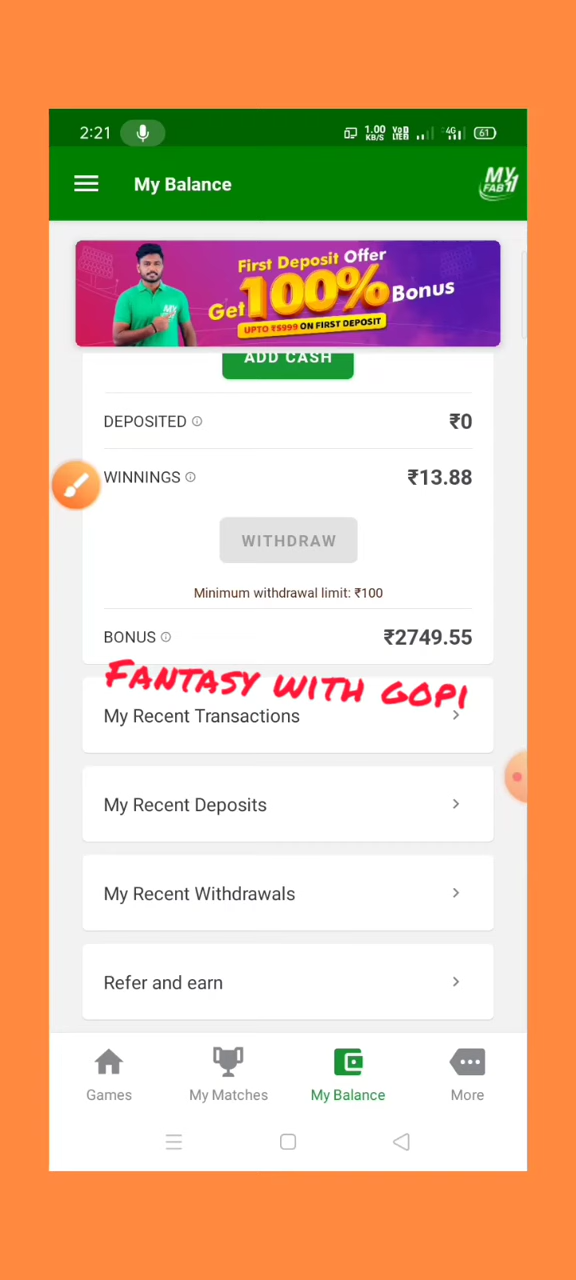 2:21
1.00
KB/S
4G
61
My Balance
MY
FAB11
First Deposit Offer
Get 100% Bonus
UPTO ₹5999 ON FIRST DEPOSIT
ADD CASH
DEPOSITED ₹0
WINNINGS ₹13.88
WITHDRAW
Minimum withdrawal limit: ₹100
BONUS ₹2749.55
FANTASY WITH GOPI
My Recent Transactions
My Recent Deposits
My Recent Withdrawals
Refer and earn
Games My Matches My Balance More